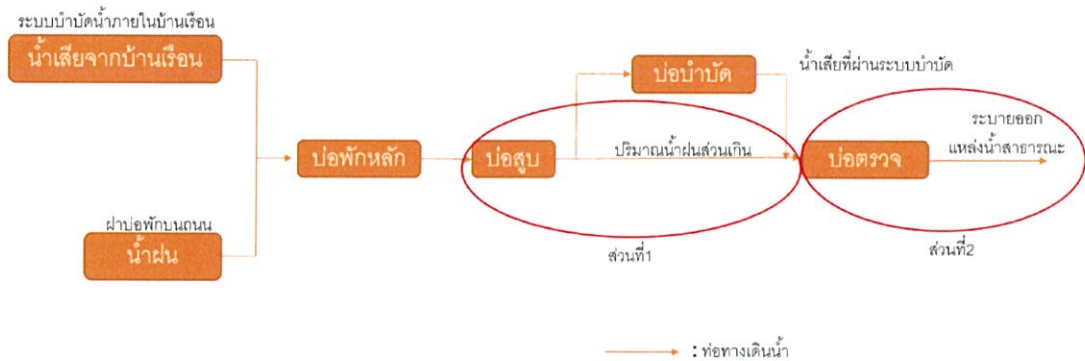 ระบบบำบัดน้ำภายในบ้านเรือน
น้ำเสียจากบ้านเรือน
บ่อบำบัด
น้ำเสียที่ผ่านระบบบำบัด
บ่อพักหลัก
บ่อสูบ
ปริมาณน้ำฝนส่วนเกิน
บ่อตรวจ
ระบายออก
แหล่งน้ำสาธารณะ
ฝาบ่อพักบนถนน
น้ำฝน
ส่วนที่1
ส่วนที่2
: ท่อทางเดินน้ำ